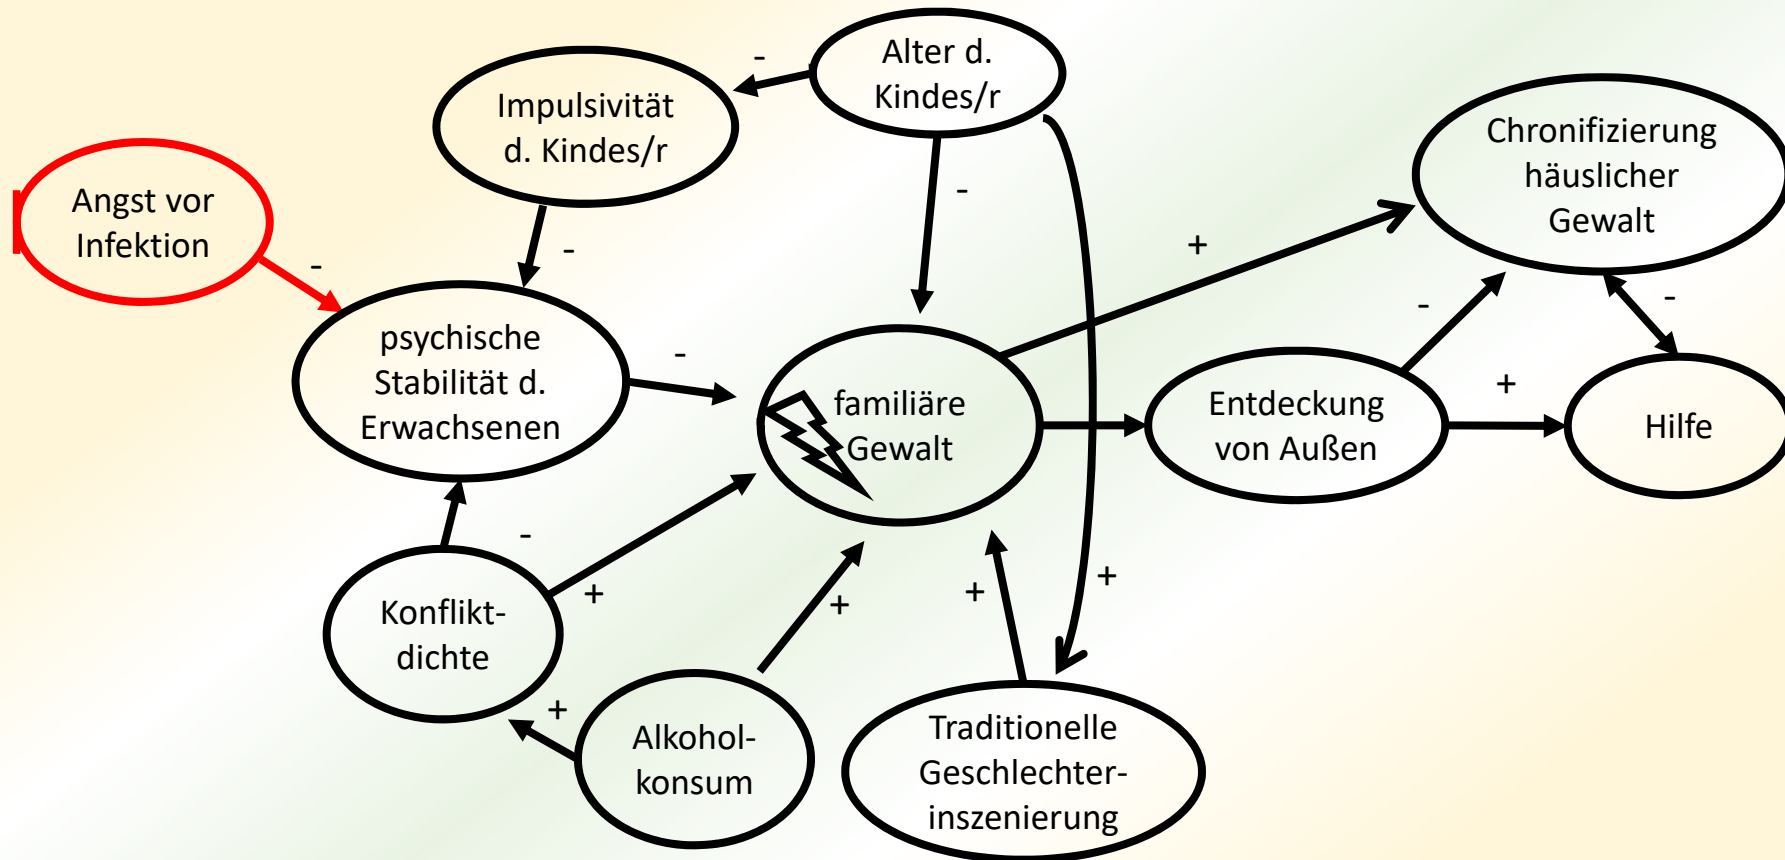 Alter d.
Kindes/r
-
Impulsivität
d. Kindes/r
Chronifizierung
häuslicher
Gewalt
Angst vor
Infektion
-
-
-
+
-
-
psychische
Stabilität d.
Erwachsenen
-
familiäre
Gewalt
Entdeckung
von Außen
+
Hilfe
-
+
Konflikt-
dichte
+
+
+
+
Alkohol-
konsum
Traditionelle
Geschlechter-
inszenierung